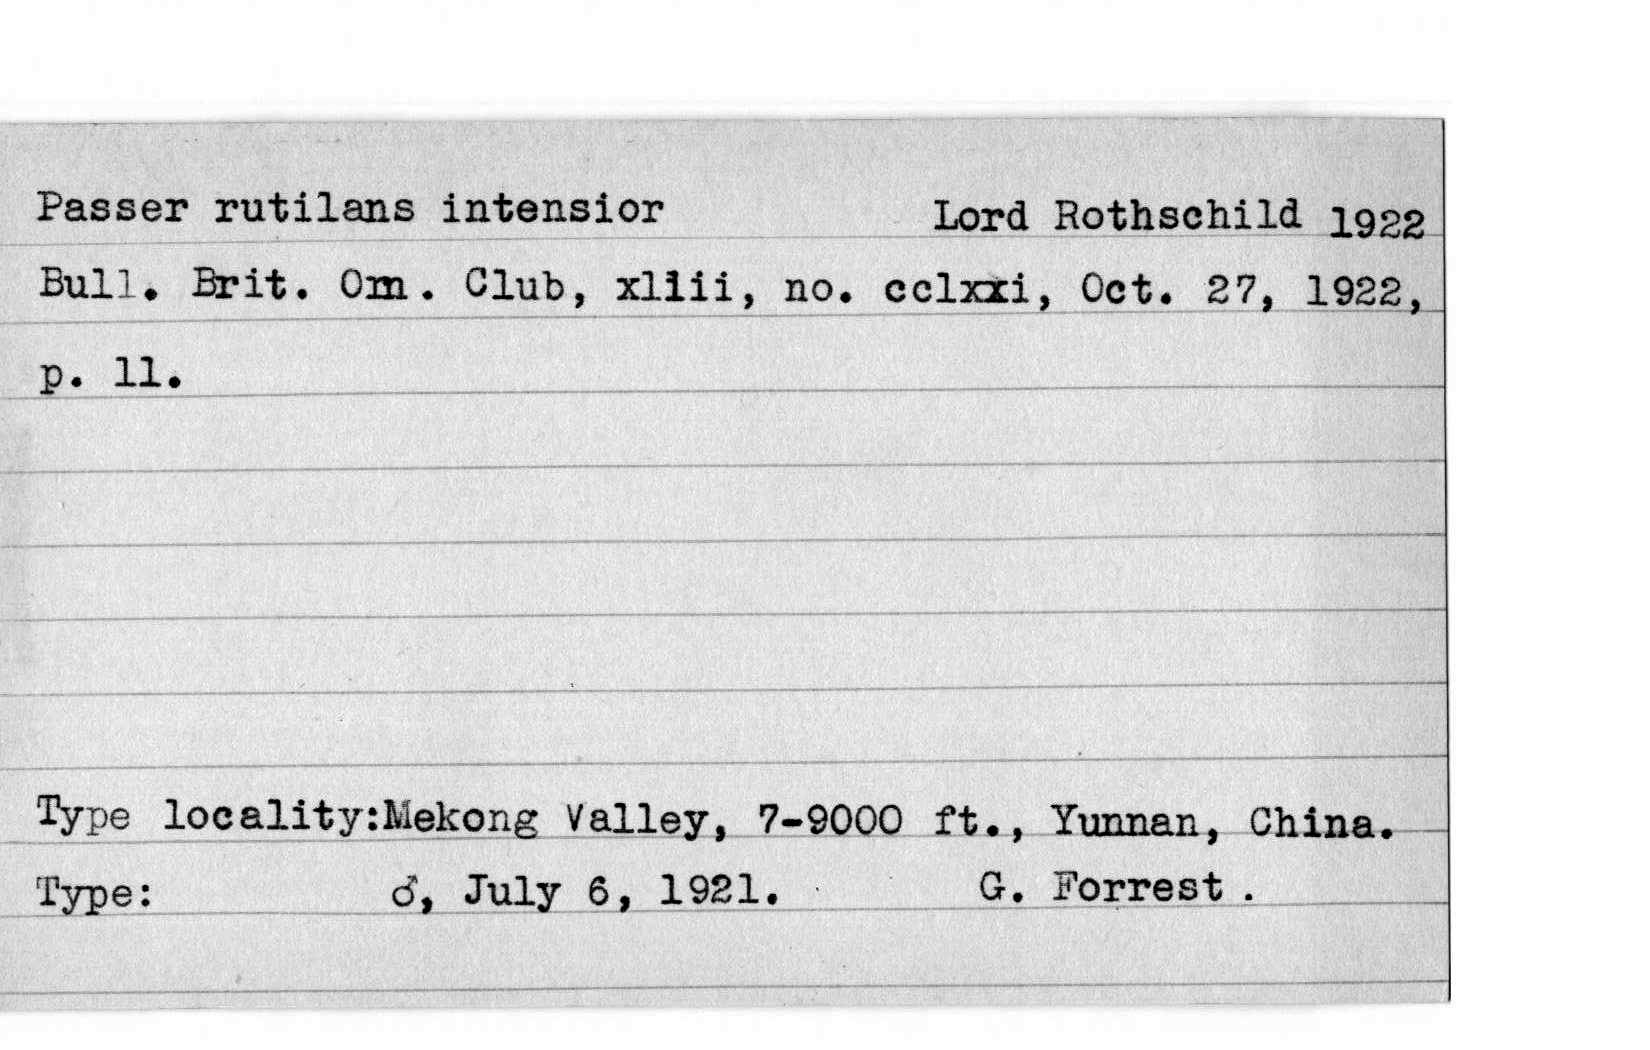 Passer rutilans intensior Lord Rothschild 1922
Bull. Brit. Orn. Club, xliii, no. cclxxi, Oct. 27, 1922,
p. 11.
Type locality:Mekong Valley, 7-9000 ft., Yunnan, China.
Type: ♂, July 6, 1921. G. Forrest .